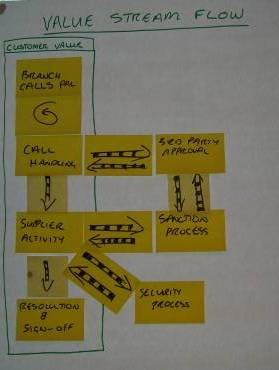 VALUE STREAM FLOW
CUSTOMER VALUE
BRANCH
CALLS
CALL
HANDLING
3RD PARTY
APPROVAL
SUPPLIER
ACTIVITY
SANCTION
PROCESS
SECURITY
PROCESS
RESOLUTION
&
SIGN-OFF